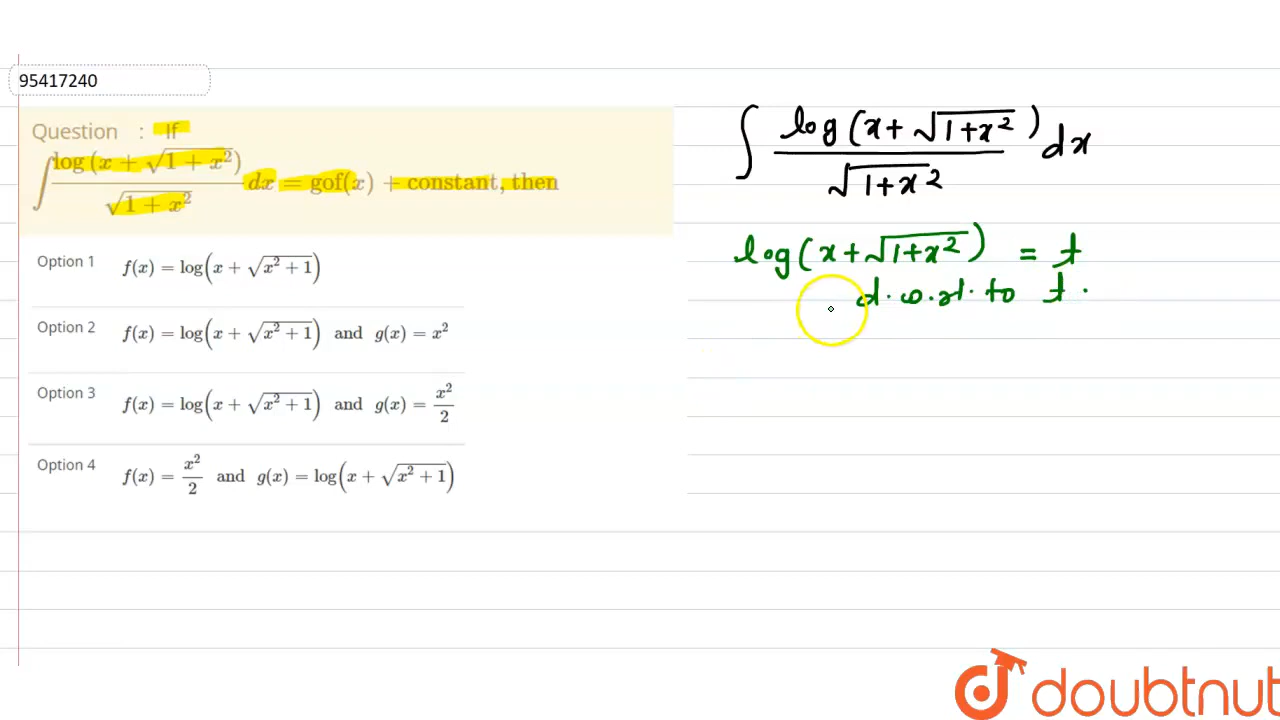 95417240
Question : If
∫ log (x + √(1 + x²)) / √(1 + x²) dx = gof(x) + constant, then
Option 1 f(x) = log(x + √(x² + 1))
Option 2 f(x) = log(x + √(x² + 1)) and g(x) = x²
Option 3 f(x) = log(x + √(x² + 1)) and g(x) = x²/2
Option 4 f(x) = x²/2 and g(x) = log(x + √(x² + 1))
∫ log (x + √(1+x²)) / √(1+x²) dx
log (x + √(1+x²)) = t
d. w. rt. to t.
doubtnut